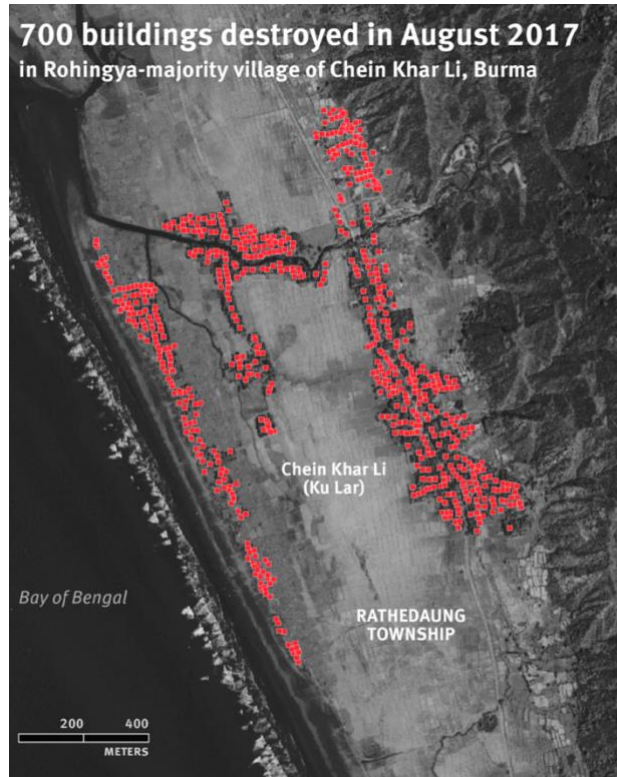 700 buildings destroyed in August 2017
in Rohingya-majority village of Chein Khar Li, Burma
Chein Khar Li
(Ku Lar)
Bay of Bengal
RATHEDAUNG
TOWNSHIP
200 400
METERS